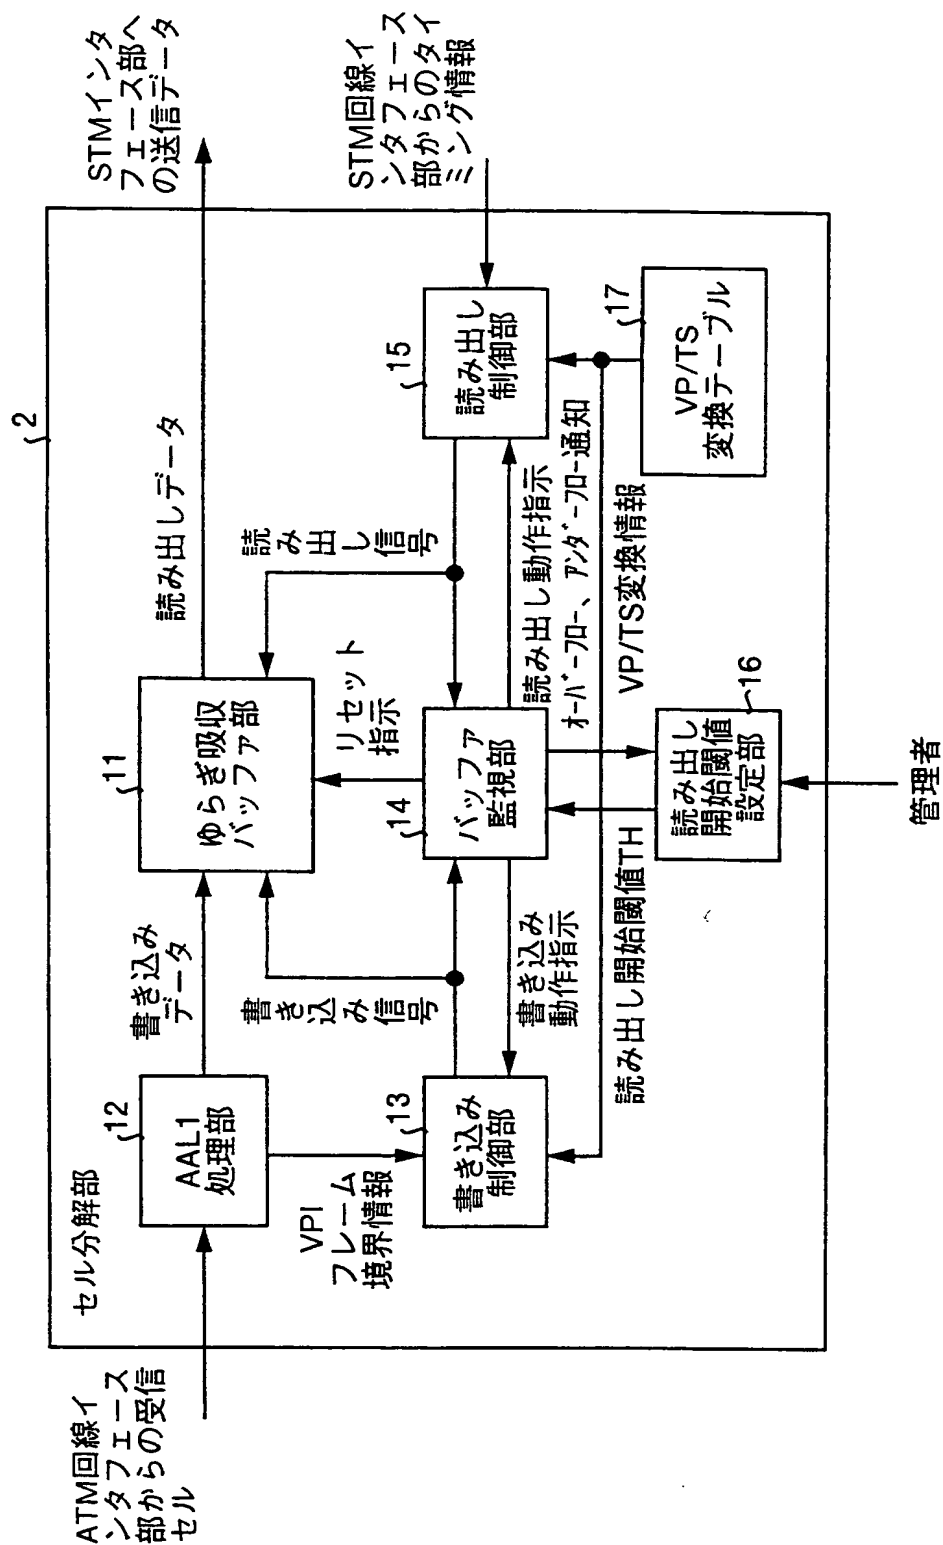 2
セル分解部
ATM回線イ
ンタフェース
部からの受信
セル
12
AAL1
処理部
書き込み
データ
11
ゆらぎ吸収
バッファ部
読み出しデータ
STMインタ
フェース部へ
の送信データ
VPI
フレーム
境界情報
書き込み信号
リセット
指示
読み出し信号
13
書き込み
制御部
書き込み
動作指示
14
バッファ
監視部
読み出し動作指示
ｵｰﾊﾞｰﾌﾛｰ、ｱﾝﾀﾞｰﾌﾛｰ通知
15
読み出し
制御部
STM回線イ
ンタフェース
部からのタイ
ミング情報
読み出し開始閾値TH
VP/TS変換情報
16
読み出し
開始閾値
設定部
17
VP/TS
変換テーブル
管理者